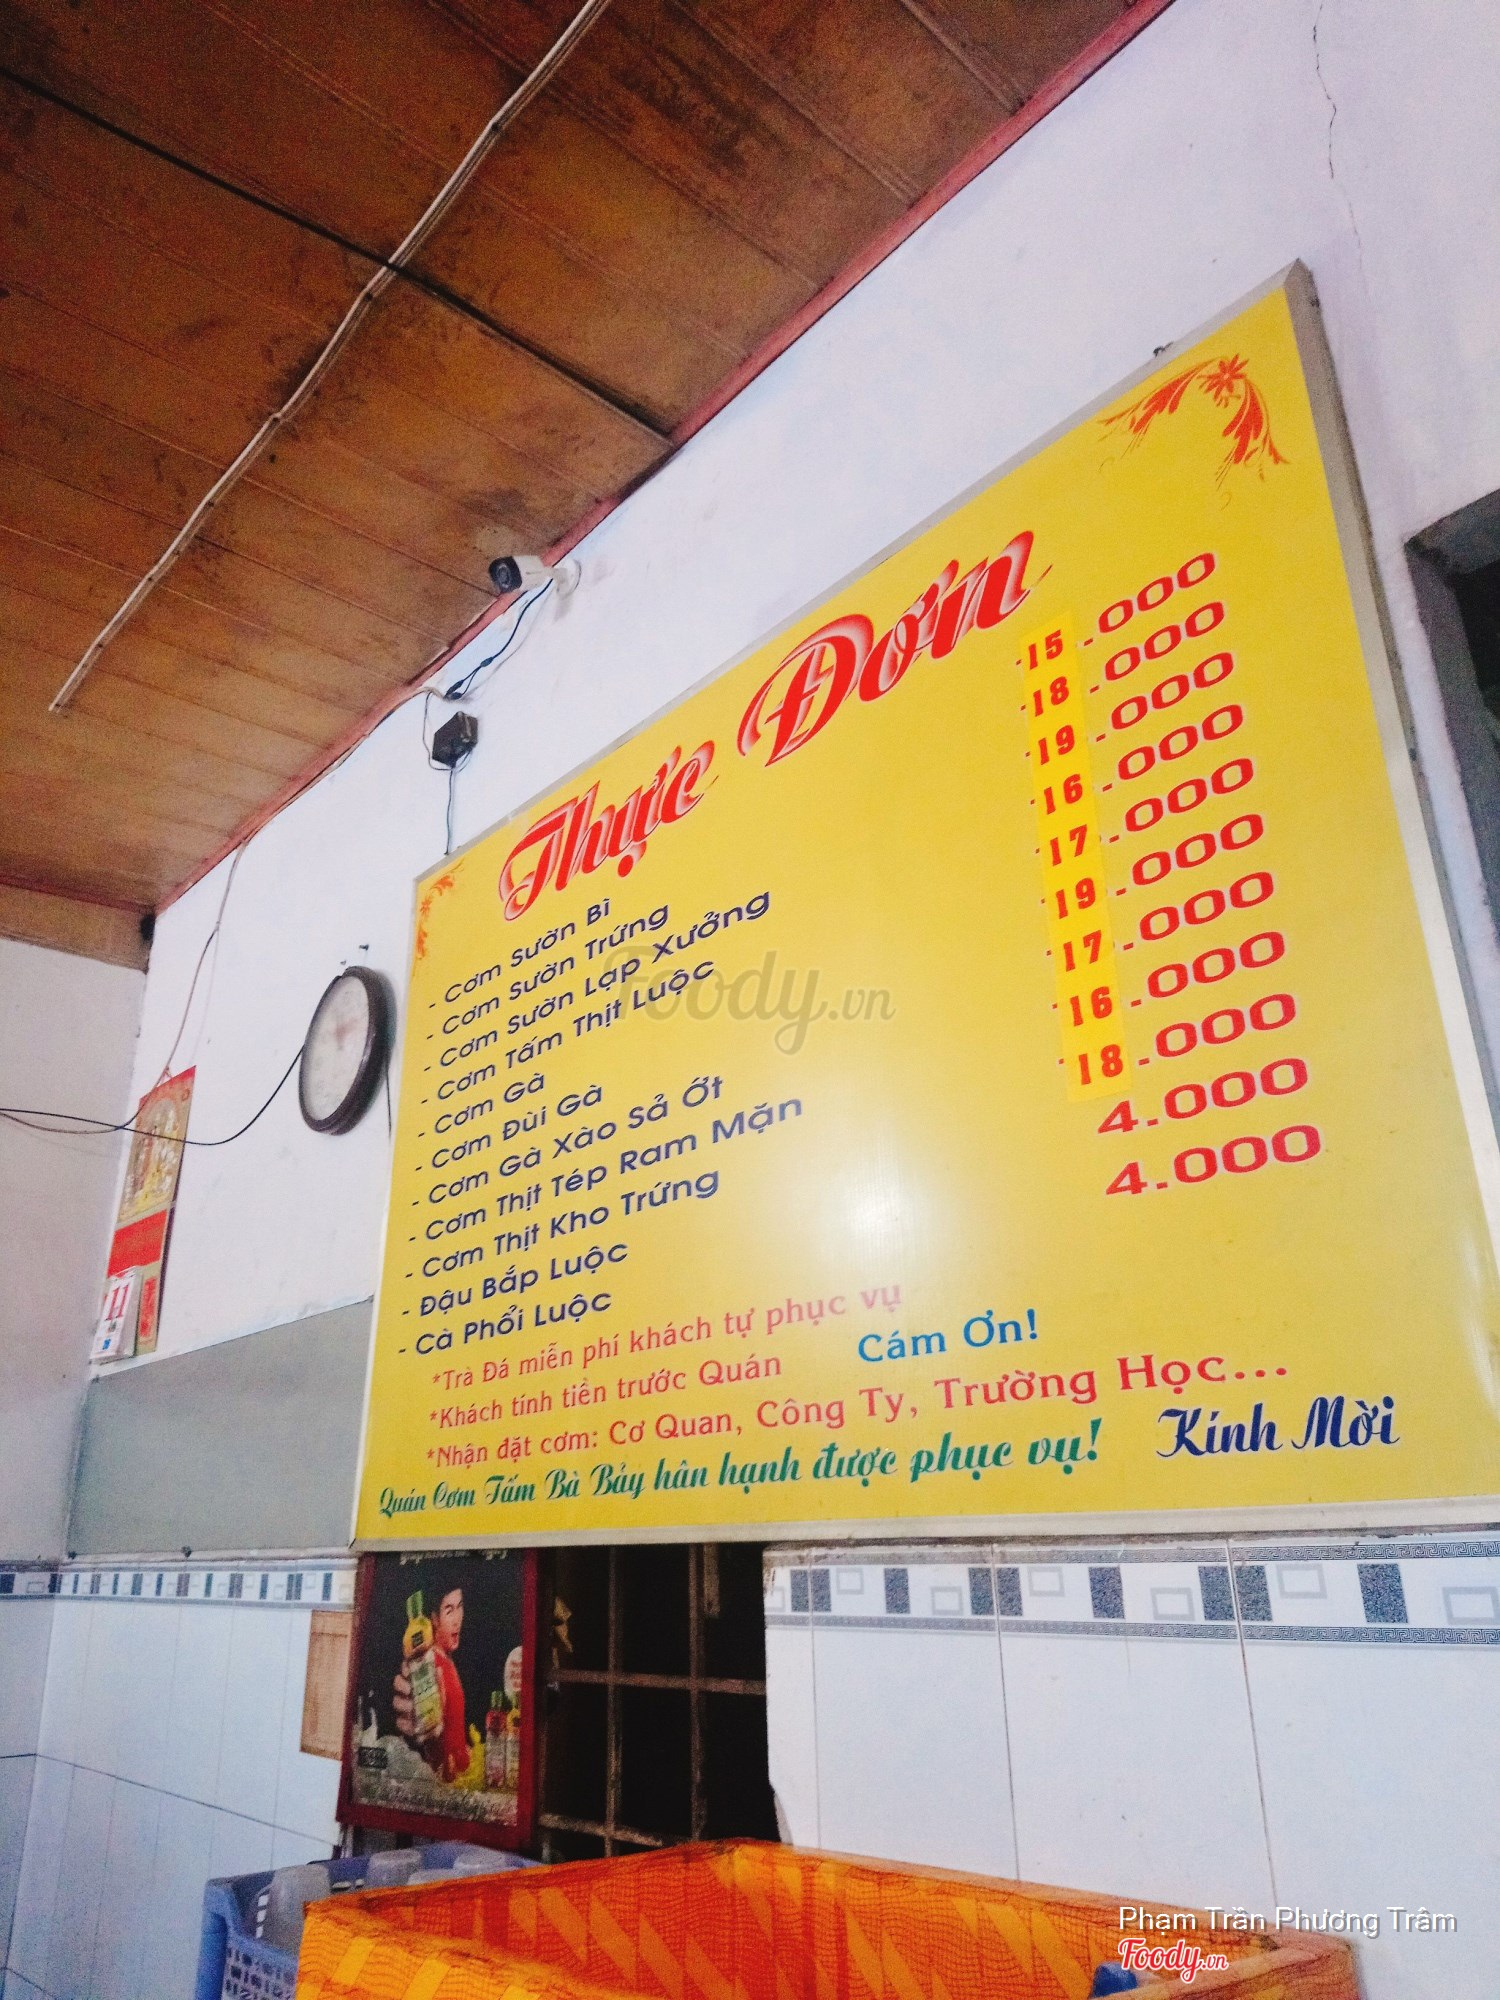 Thực Đơn
- Cơm Sườn Bì -15.000
- Cơm Sườn Trứng -18.000
- Cơm Sườn Lạp Xưởng -19.000
- Cơm Tấm Thịt Luộc -16.000
- Cơm Gà -17.000
- Cơm Đùi Gà -19.000
- Cơm Gà Xào Sả Ớt -17.000
- Cơm Thịt Tép Ram Mặn -16.000
- Cơm Thịt Kho Trứng -18.000
- Đậu Bắp Luộc 4.000
- Cà Phổi Luộc 4.000
*Trà Đá miễn phí khách tự phục vụ
*Khách tính tiền trước Quán Cám Ơn!
*Nhận đặt cơm: Cơ Quan, Công Ty, Trường Học...
Quán Cơm Tấm Bà Bảy hân hạnh được phục vụ! Kính Mời
Foody.vn
11
Phạm Trần Phương Trâm
Foody.vn